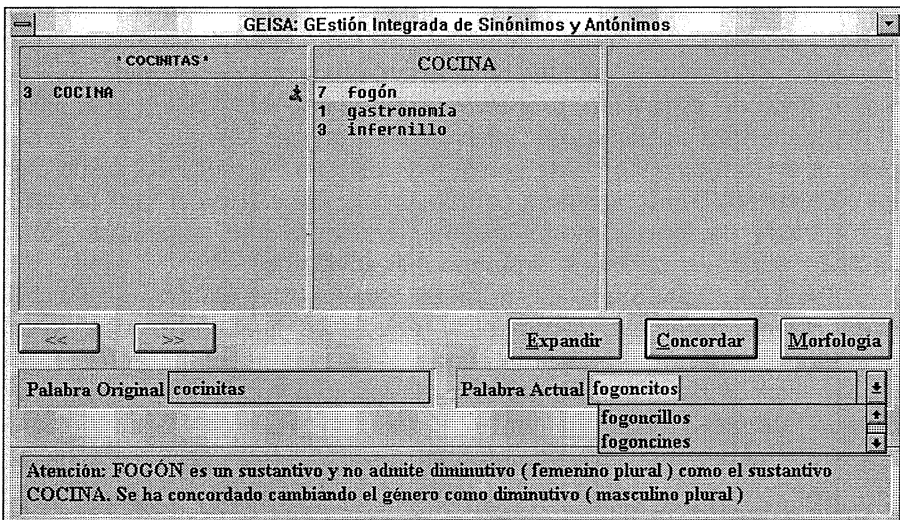 GEISA: GEstión Integrada de Sinónimos y Antónimos
* COCINITAS *
COCINA
3 COCINA
7 fogón
1 gastronomía
3 infernillo
<<
>>
Expandir
Concordar
Morfología
Palabra Original cocinitas
Palabra Actual fogoncitos
fogoncillos
fogoncines
Atención: FOGÓN es un sustantivo y no admite diminutivo ( femenino plural ) como el sustantivo
COCINA. Se ha concordado cambiando el género como diminutivo ( masculino plural )